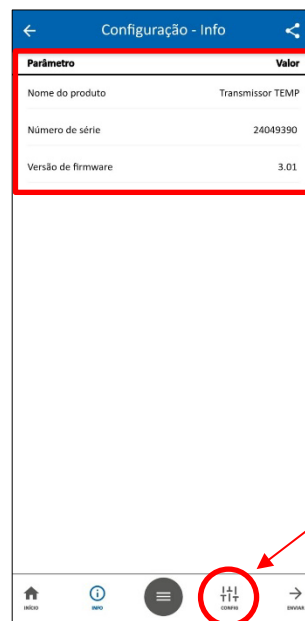 Configuração - Info
Parâmetro Valor
Nome do produto Transmissor TEMP
Número de série 24049390
Versão de firmware 3.01
INÍCIO INFO CONFIG ENVIAR